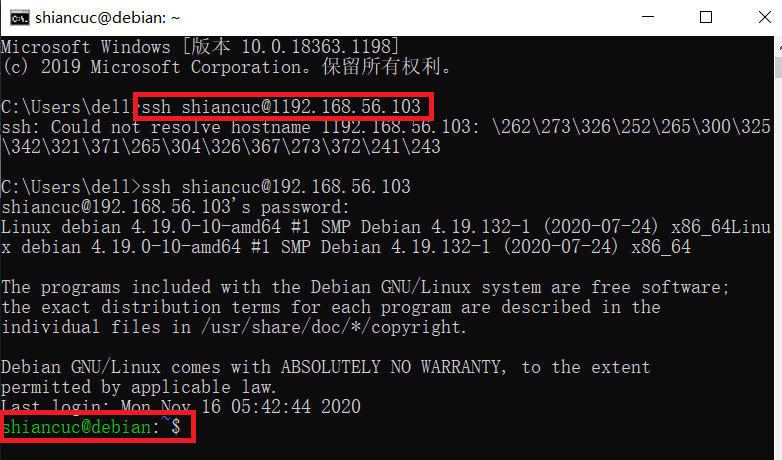 shiancuc@debian: ~
Microsoft Windows [版本 10.0.18363.1198]
(c) 2019 Microsoft Corporation。保留所有权利。
C:\Users\dell>ssh shiancuc@1192.168.56.103
ssh: Could not resolve hostname 1192.168.56.103: \262\273\326\252\265\300\325
\342\321\371\265\304\326\367\273\372\241\243
C:\Users\dell>ssh shiancuc@192.168.56.103
shiancuc@192.168.56.103's password:
Linux debian 4.19.0-10-amd64 #1 SMP Debian 4.19.132-1 (2020-07-24) x86_64Linu
x debian 4.19.0-10-amd64 #1 SMP Debian 4.19.132-1 (2020-07-24) x86_64
The programs included with the Debian GNU/Linux system are free software;
the exact distribution terms for each program are described in the
individual files in /usr/share/doc/*/copyright.
Debian GNU/Linux comes with ABSOLUTELY NO WARRANTY, to the extent
permitted by applicable law.
Last login: Mon Nov 16 05:42:44 2020
shiancuc@debian:~$